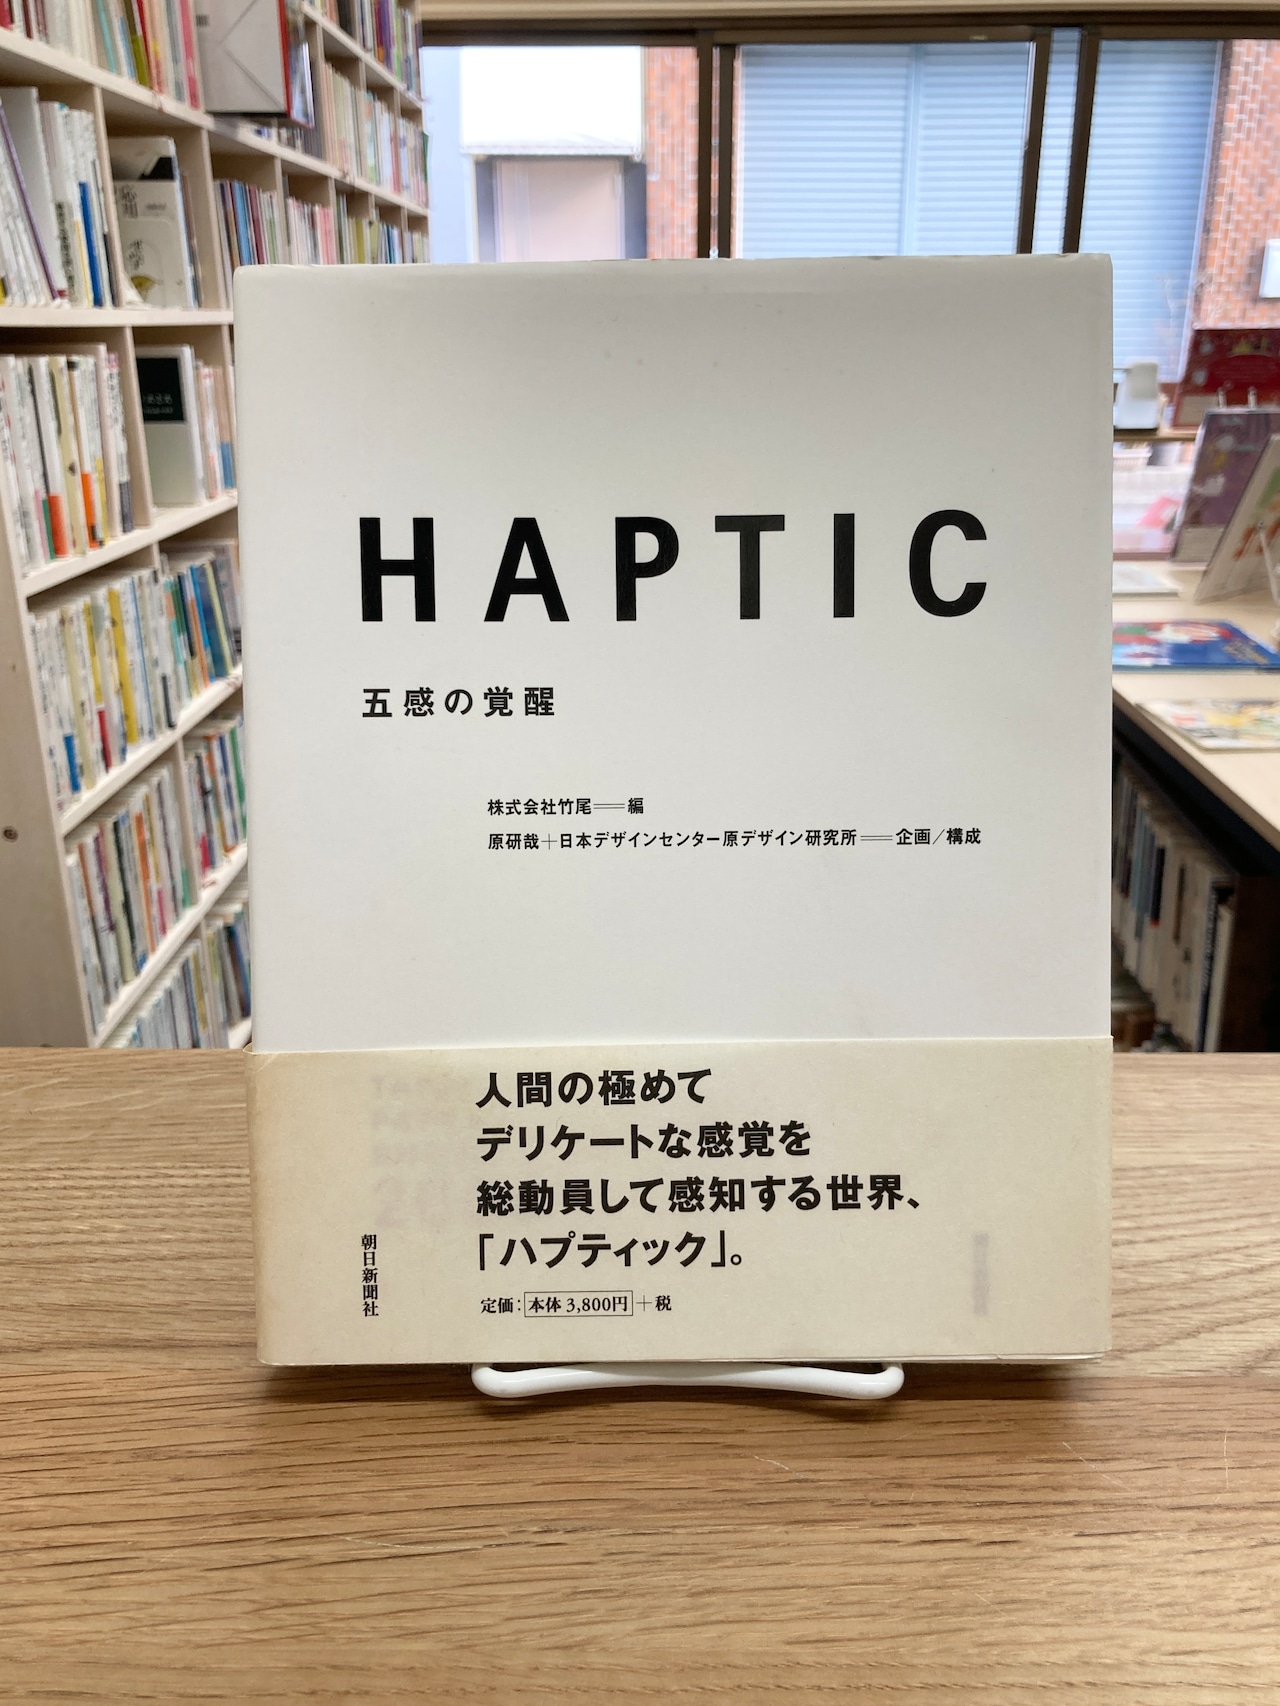 HAPTIC
五感の覚醒
株式会社竹尾＝編
原研哉＋日本デザインセンター原デザイン研究所＝企画／構成
人間の極めて
デリケートな感覚を
総動員して感知する世界、
「ハプティック」。
朝日新聞社
定価：本体3,800円＋税